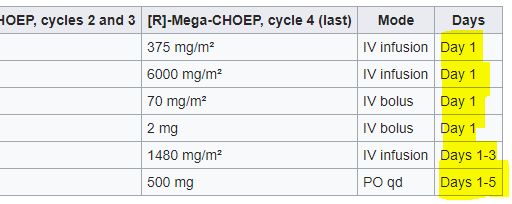 HOEP, cycles 2 and 3 [R]-Mega-CHOEP, cycle 4 (last) Mode Days
375 mg/m² IV infusion Day 1
6000 mg/m² IV infusion Day 1
70 mg/m² IV bolus Day 1
2 mg IV bolus Day 1
1480 mg/m² IV infusion Days 1-3
500 mg PO qd Days 1-5